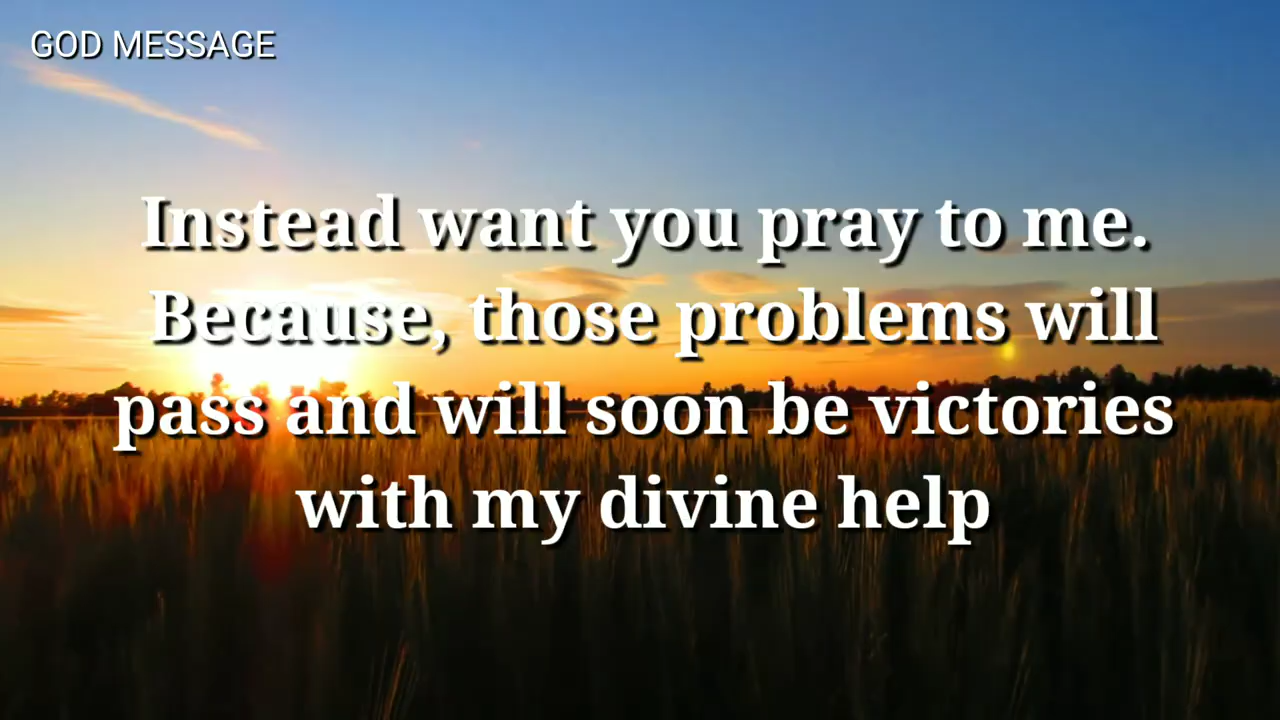 GOD MESSAGE
Instead want you pray to me.
Because, those problems will
pass and will soon be victories
with my divine help